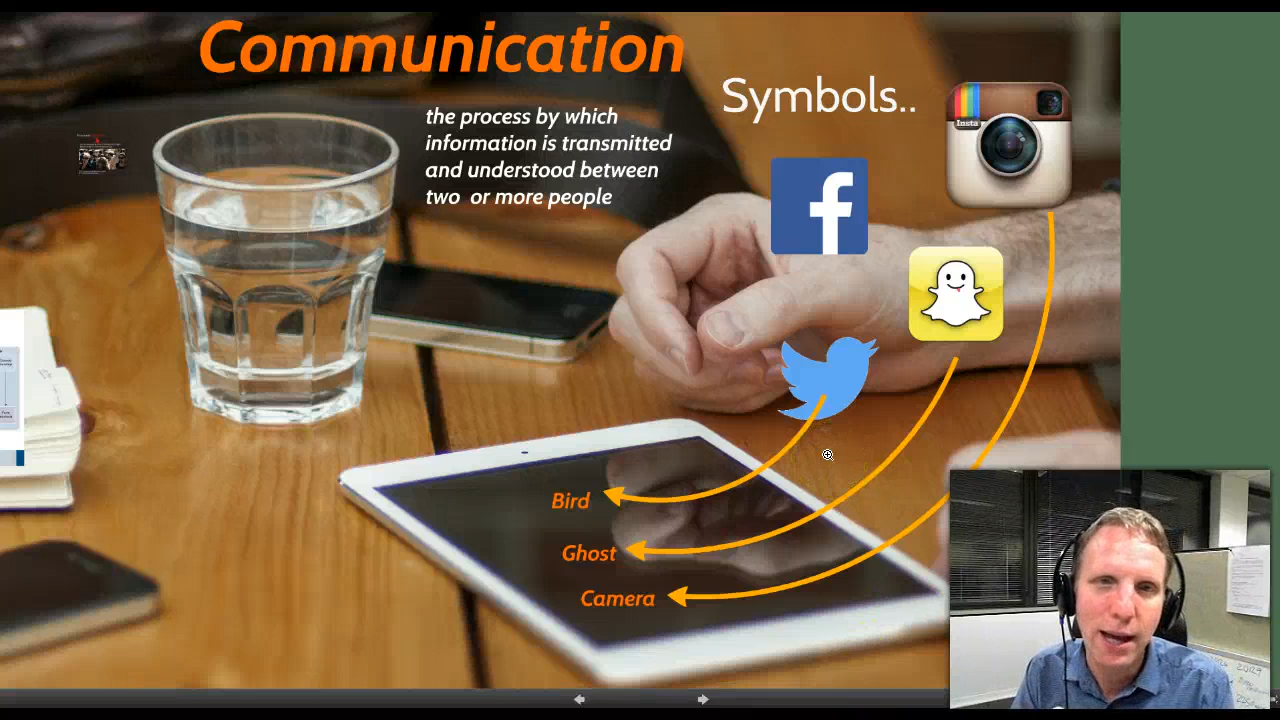 Communication
the process by which
information is transmitted
and understood between
two or more people
Symbols..
Insta
f
Bird
Ghost
Camera